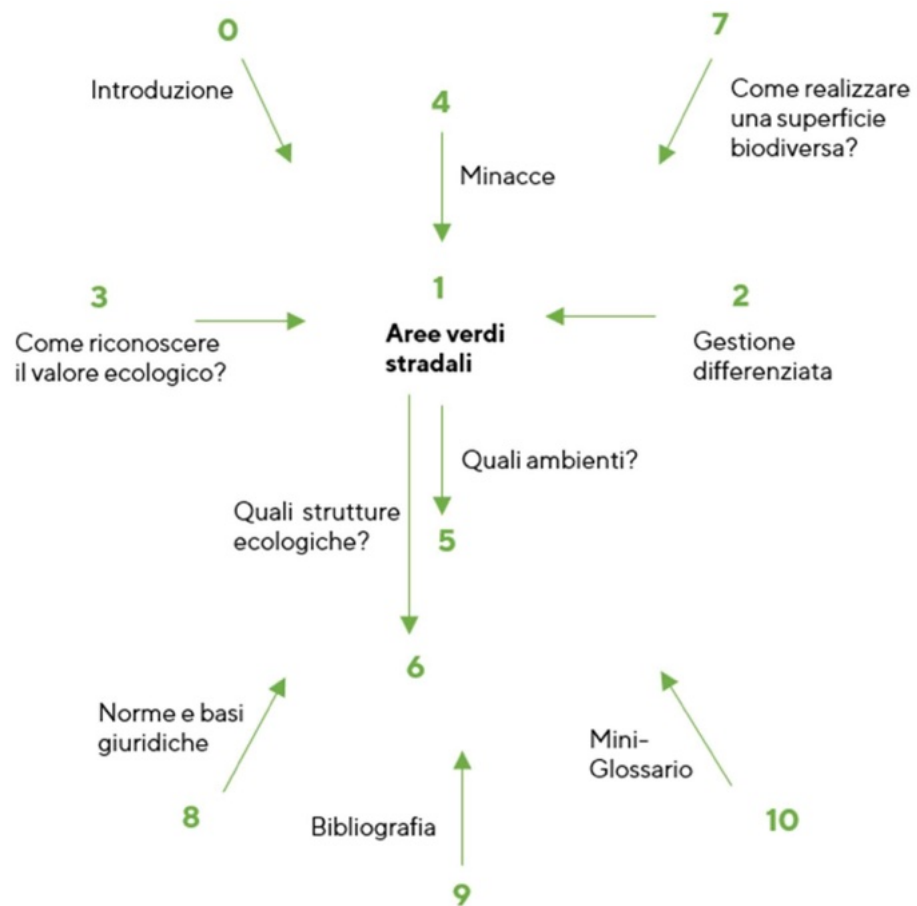 0
Introduzione
7
Come realizzare
una superficie
biodiversa?
4
Minacce
3
Come riconoscere
il valore ecologico?
1
Aree verdi
stradali
2
Gestione
differenziata
Quali ambienti?
5
Quali strutture
ecologiche?
6
Norme e basi
giuridiche
8
Bibliografia
9
Mini-
Glossario
10